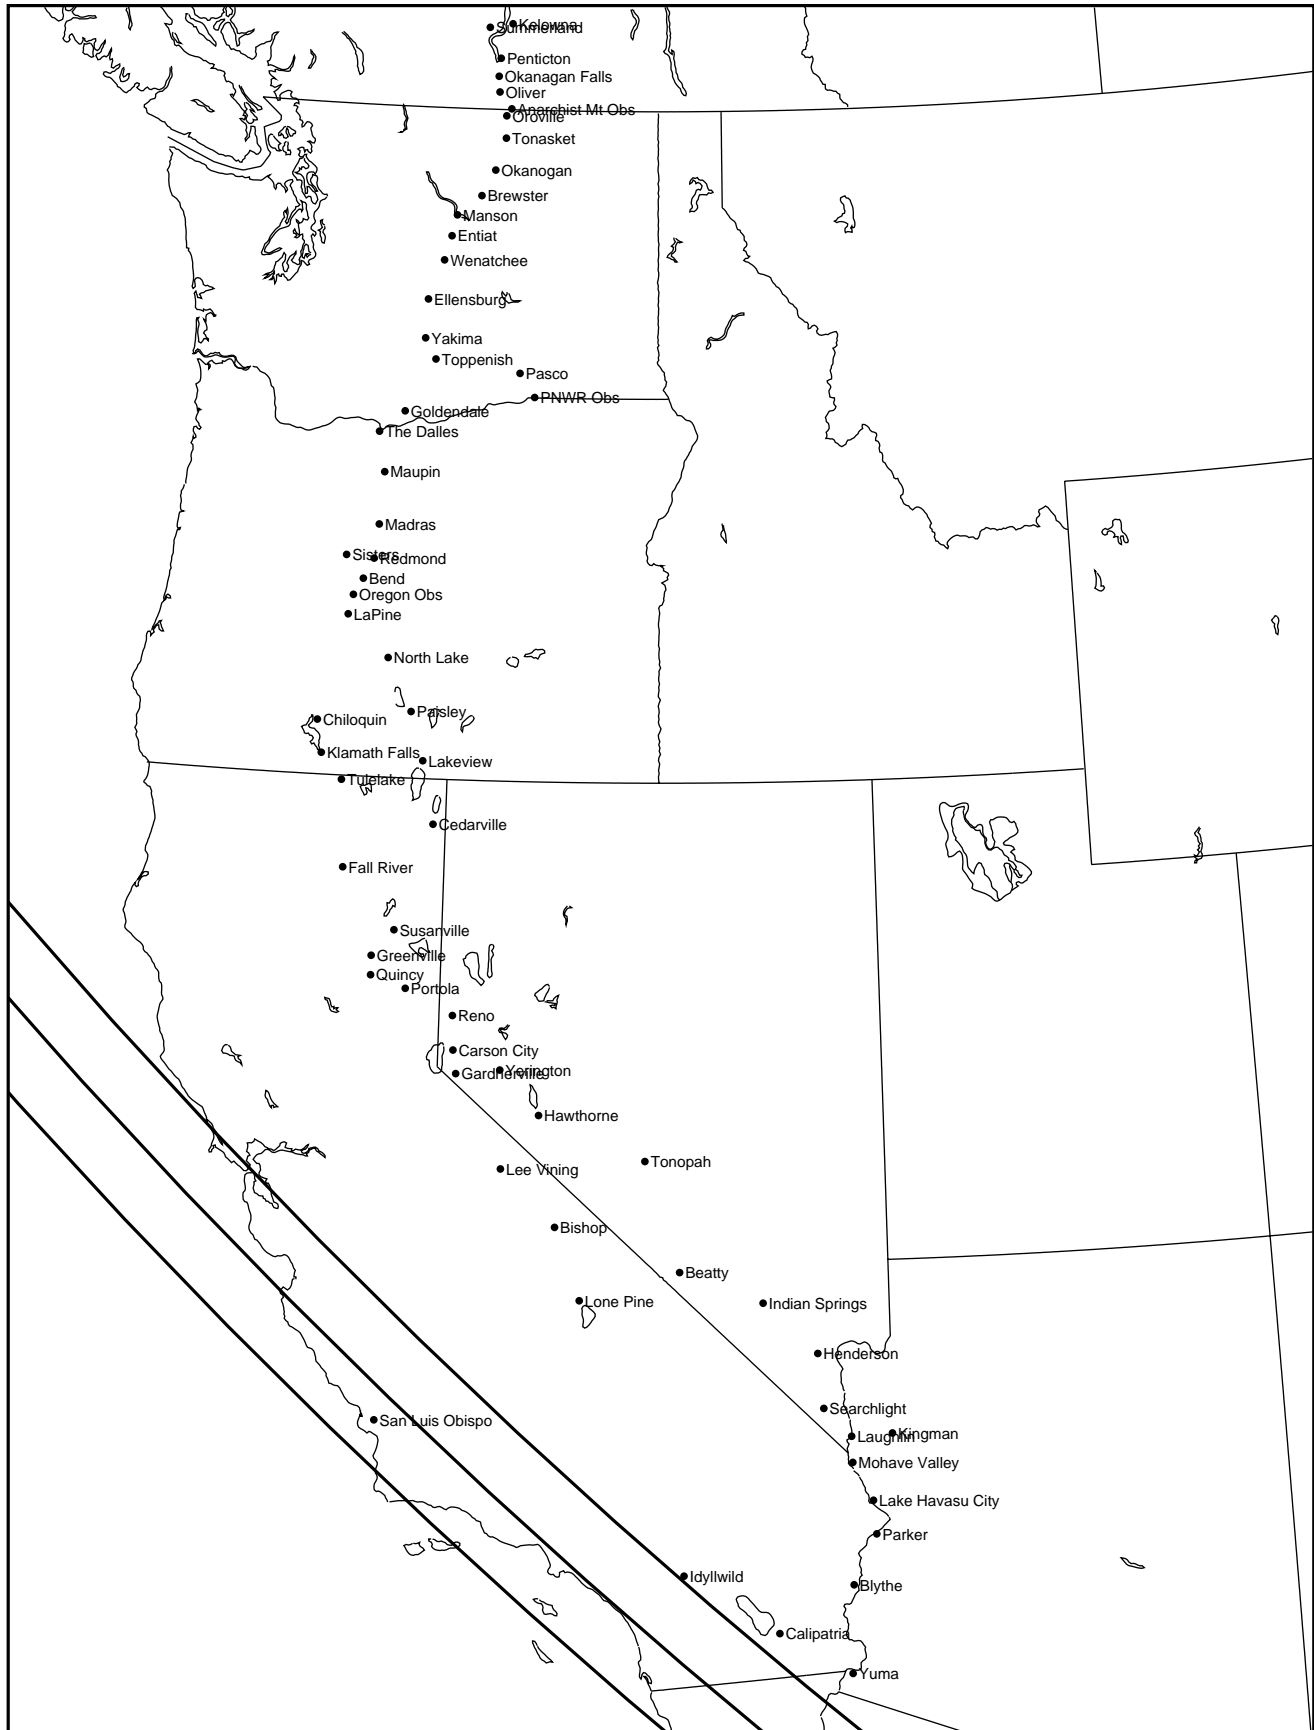 Kelowna
Summerland
Penticton
Okanagan Falls
Oliver
Anarchist Mt Obs
Oroville
Tonasket
Okanogan
Brewster
Manson
Entiat
Wenatchee
Ellensburg
Yakima
Toppenish
Pasco
PNWR Obs
Goldendale
The Dalles
Maupin
Madras
Sisters
Redmond
Bend
Oregon Obs
LaPine
North Lake
Paisley
Chiloquin
Klamath Falls
Lakeview
Tulelake
Cedarville
Fall River
Susanville
Greenville
Quincy
Portola
Reno
Carson City
Yerington
Gardnerville
Hawthorne
Tonopah
Lee Vining
Bishop
Beatty
Lone Pine
Indian Springs
Henderson
Searchlight
San Luis Obispo
Kingman
Laughlin
Mohave Valley
Lake Havasu City
Parker
Idyllwild
Blythe
Calipatria
Yuma